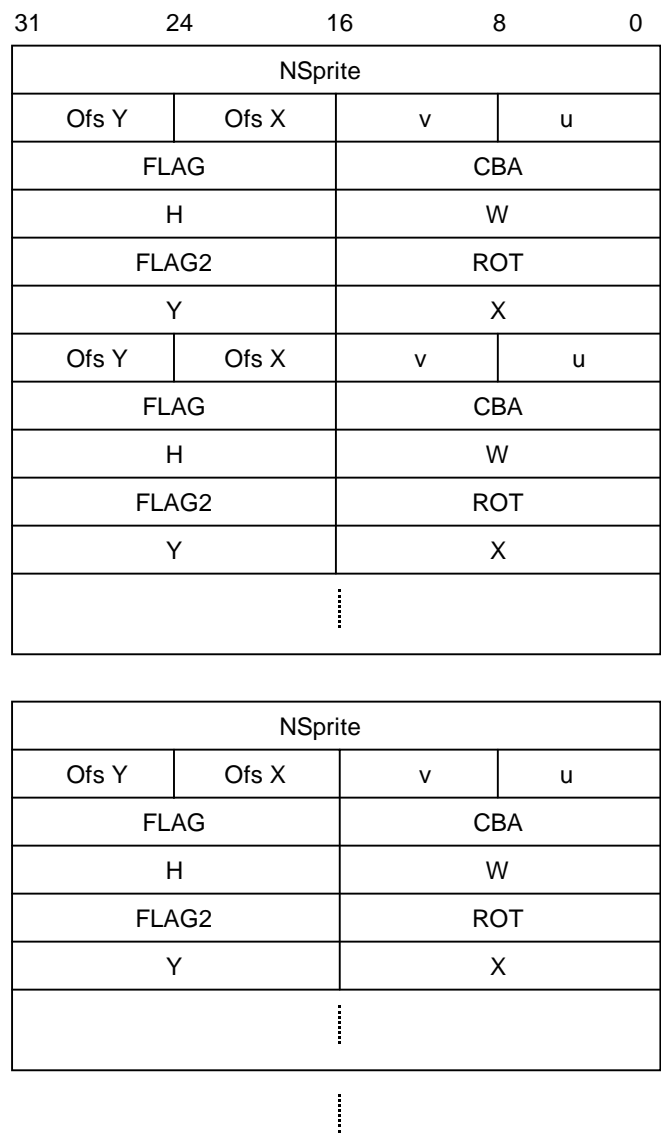 31 24 16 8 0
NSprite
Ofs Y Ofs X v u
FLAG CBA
H W
FLAG2 ROT
Y X
Ofs Y Ofs X v u
FLAG CBA
H W
FLAG2 ROT
Y X
NSprite
Ofs Y Ofs X v u
FLAG CBA
H W
FLAG2 ROT
Y X